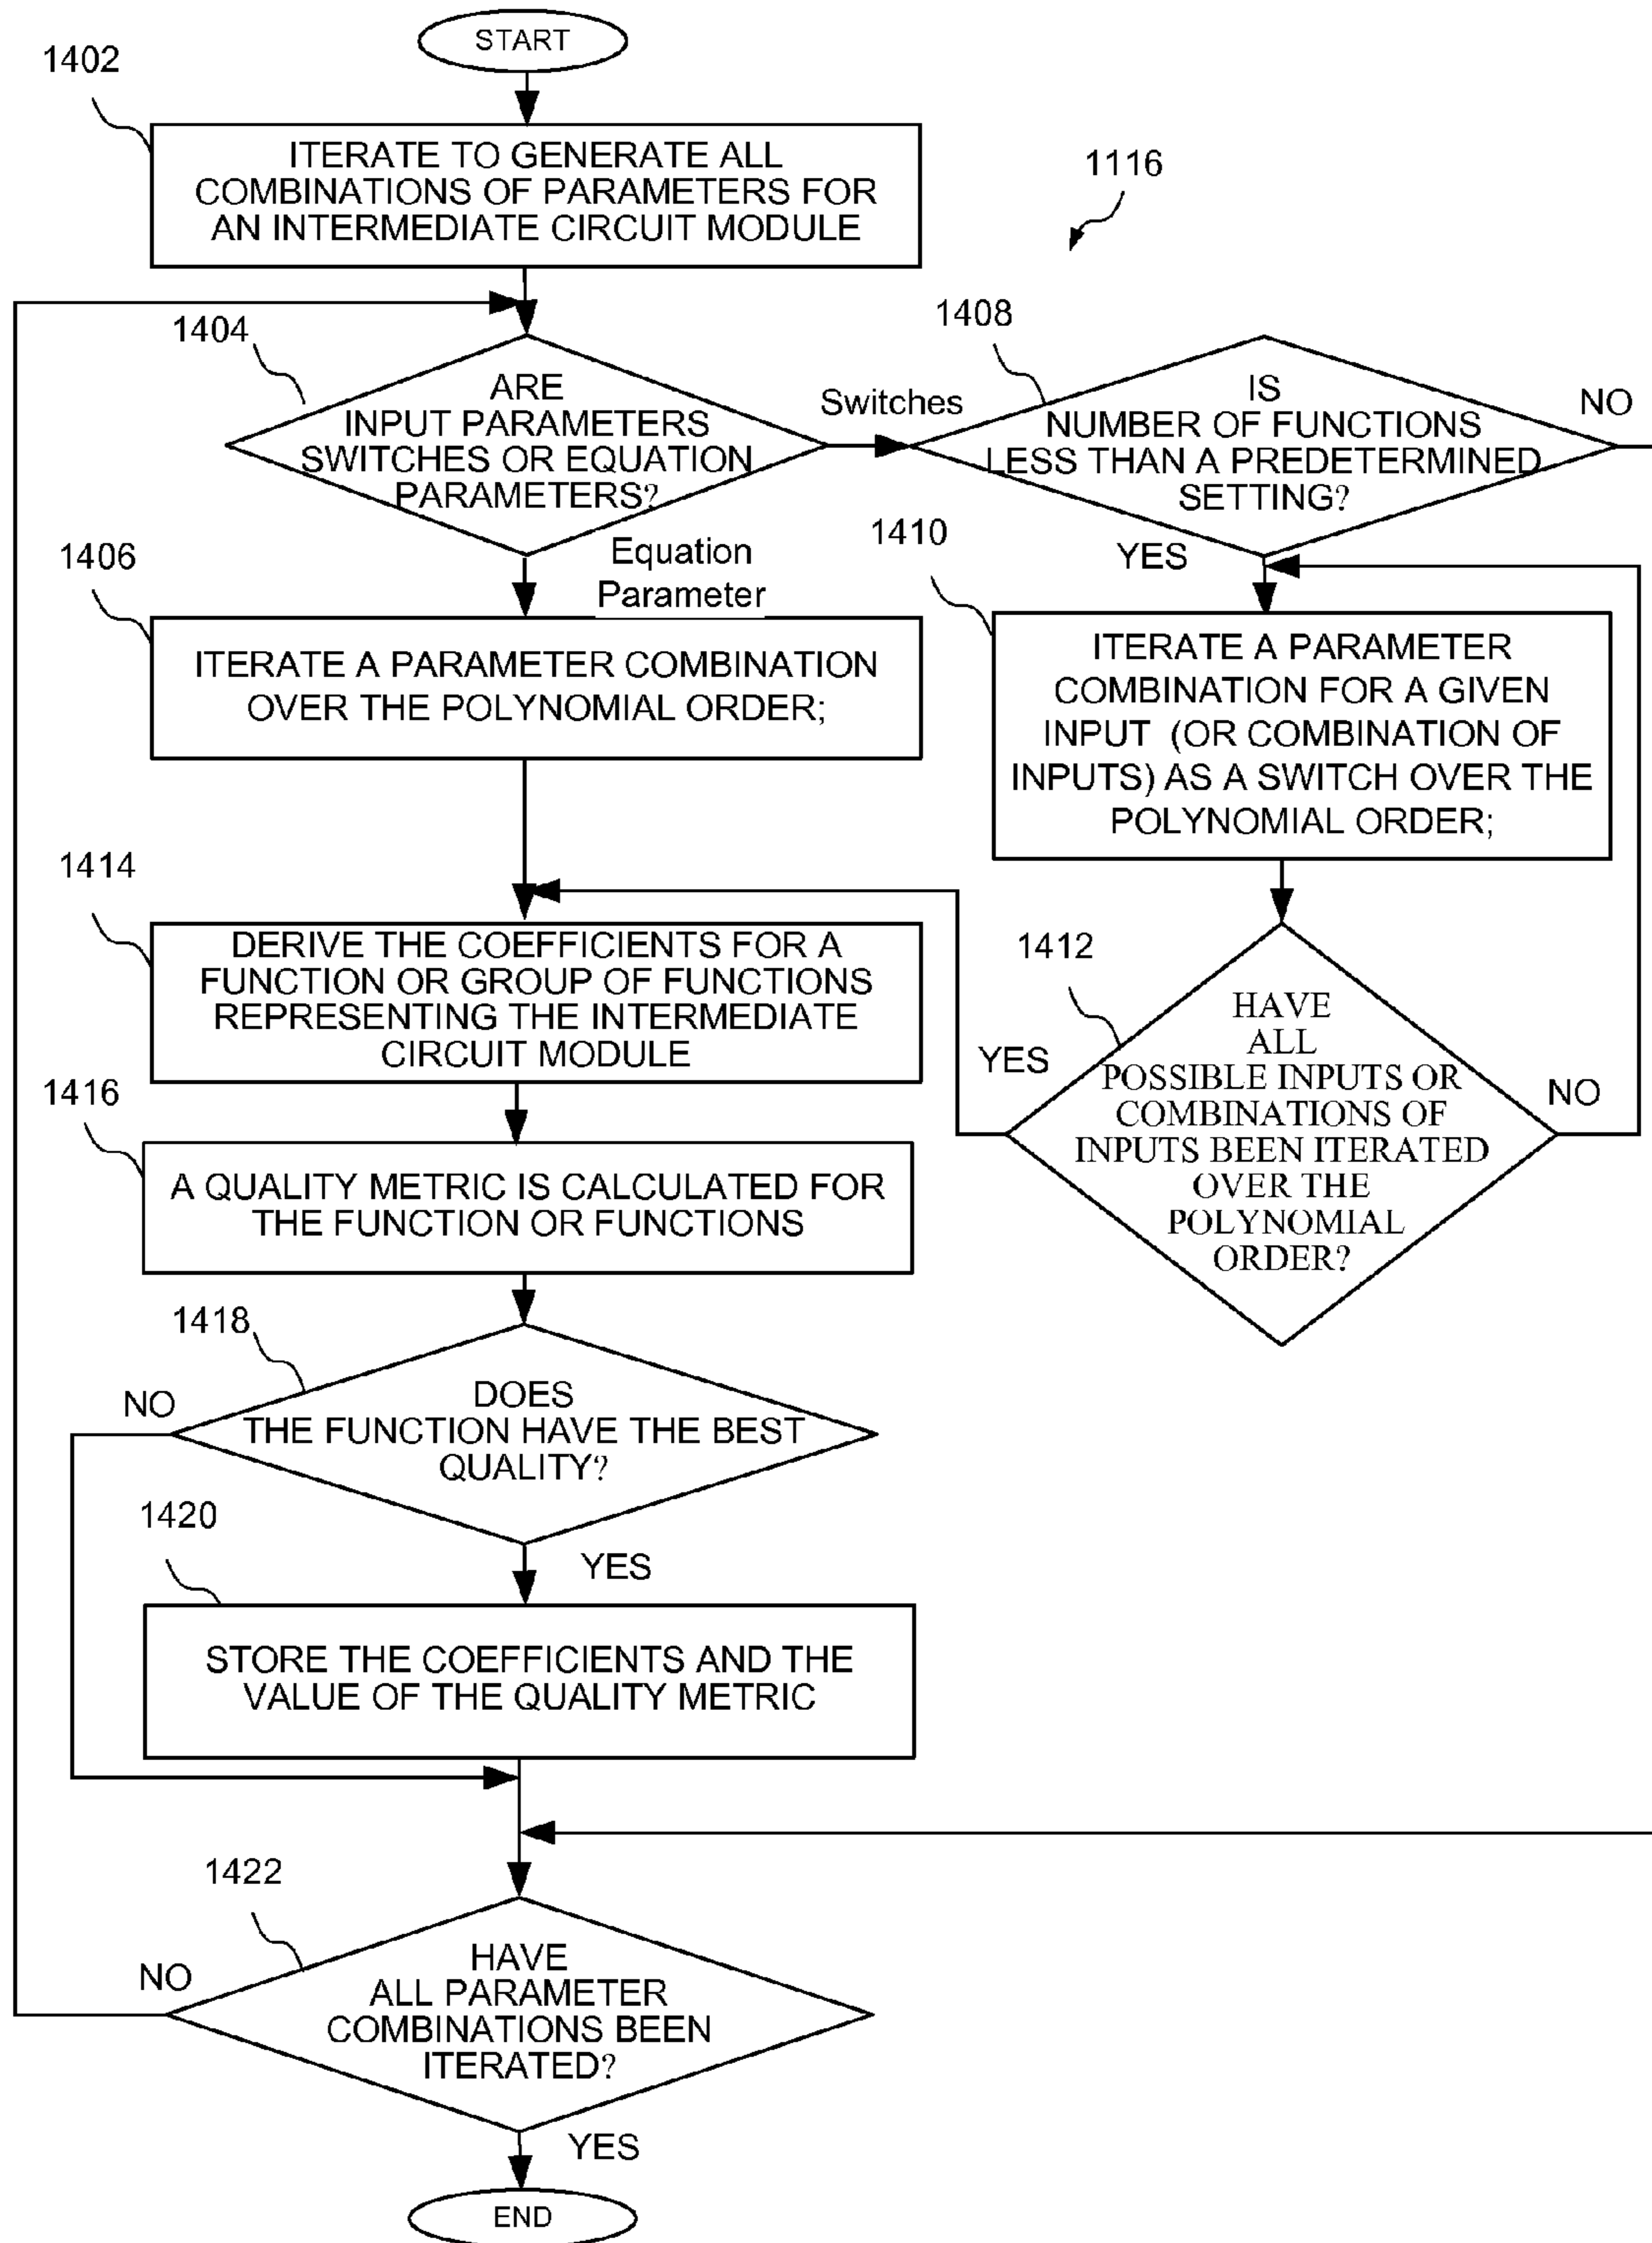 START
1402
ITERATE TO GENERATE ALL
COMBINATIONS OF PARAMETERS FOR
AN INTERMEDIATE CIRCUIT MODULE
1116
1404
ARE
INPUT PARAMETERS
SWITCHES OR EQUATION
PARAMETERS?
Switches
1408
IS
NUMBER OF FUNCTIONS
LESS THAN A PREDETERMINED
SETTING?
NO
YES
Equation
Parameter
1406
ITERATE A PARAMETER COMBINATION
OVER THE POLYNOMIAL ORDER;
1410
ITERATE A PARAMETER
COMBINATION FOR A GIVEN
INPUT (OR COMBINATION OF
INPUTS) AS A SWITCH OVER THE
POLYNOMIAL ORDER;
1412
HAVE
ALL
POSSIBLE INPUTS OR
COMBINATIONS OF
INPUTS BEEN ITERATED
OVER THE
POLYNOMIAL
ORDER?
YES
NO
1414
DERIVE THE COEFFICIENTS FOR A
FUNCTION OR GROUP OF FUNCTIONS
REPRESENTING THE INTERMEDIATE
CIRCUIT MODULE
1416
A QUALITY METRIC IS CALCULATED FOR
THE FUNCTION OR FUNCTIONS
1418
DOES
THE FUNCTION HAVE THE BEST
QUALITY?
NO
YES
1420
STORE THE COEFFICIENTS AND THE
VALUE OF THE QUALITY METRIC
1422
HAVE
ALL PARAMETER
COMBINATIONS BEEN
ITERATED?
NO
YES
END